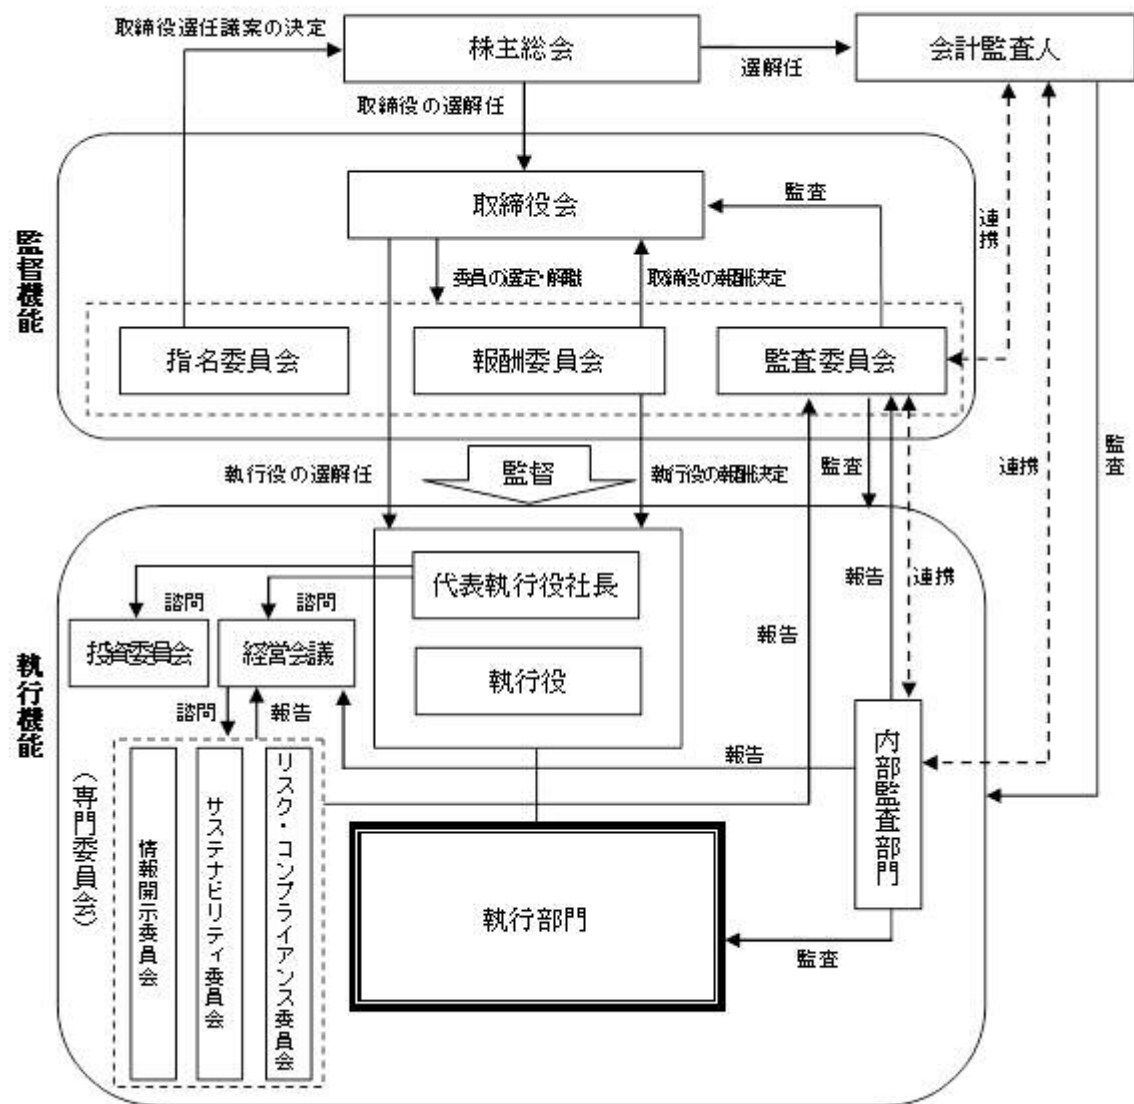 取締役選任議案の決定
株主総会
選解任
会計監査人
取締役の選解任
監督機能
取締役会
監査
連携
委員の選定・解職
取締役の報酬決定
指名委員会
報酬委員会
監査委員会
執行役の選解任
監督
執行役の報酬決定
監査
連携
監査
執行機能
代表執行役社長
報告
連携
諮問
諮問
報告
投資委員会
経営会議
執行役
諮問
報告
報告
内部監査部門
(専門委員会)
情報開示委員会
サステナビリティ委員会
リスク・コンプライアンス委員会
執行部門
監査